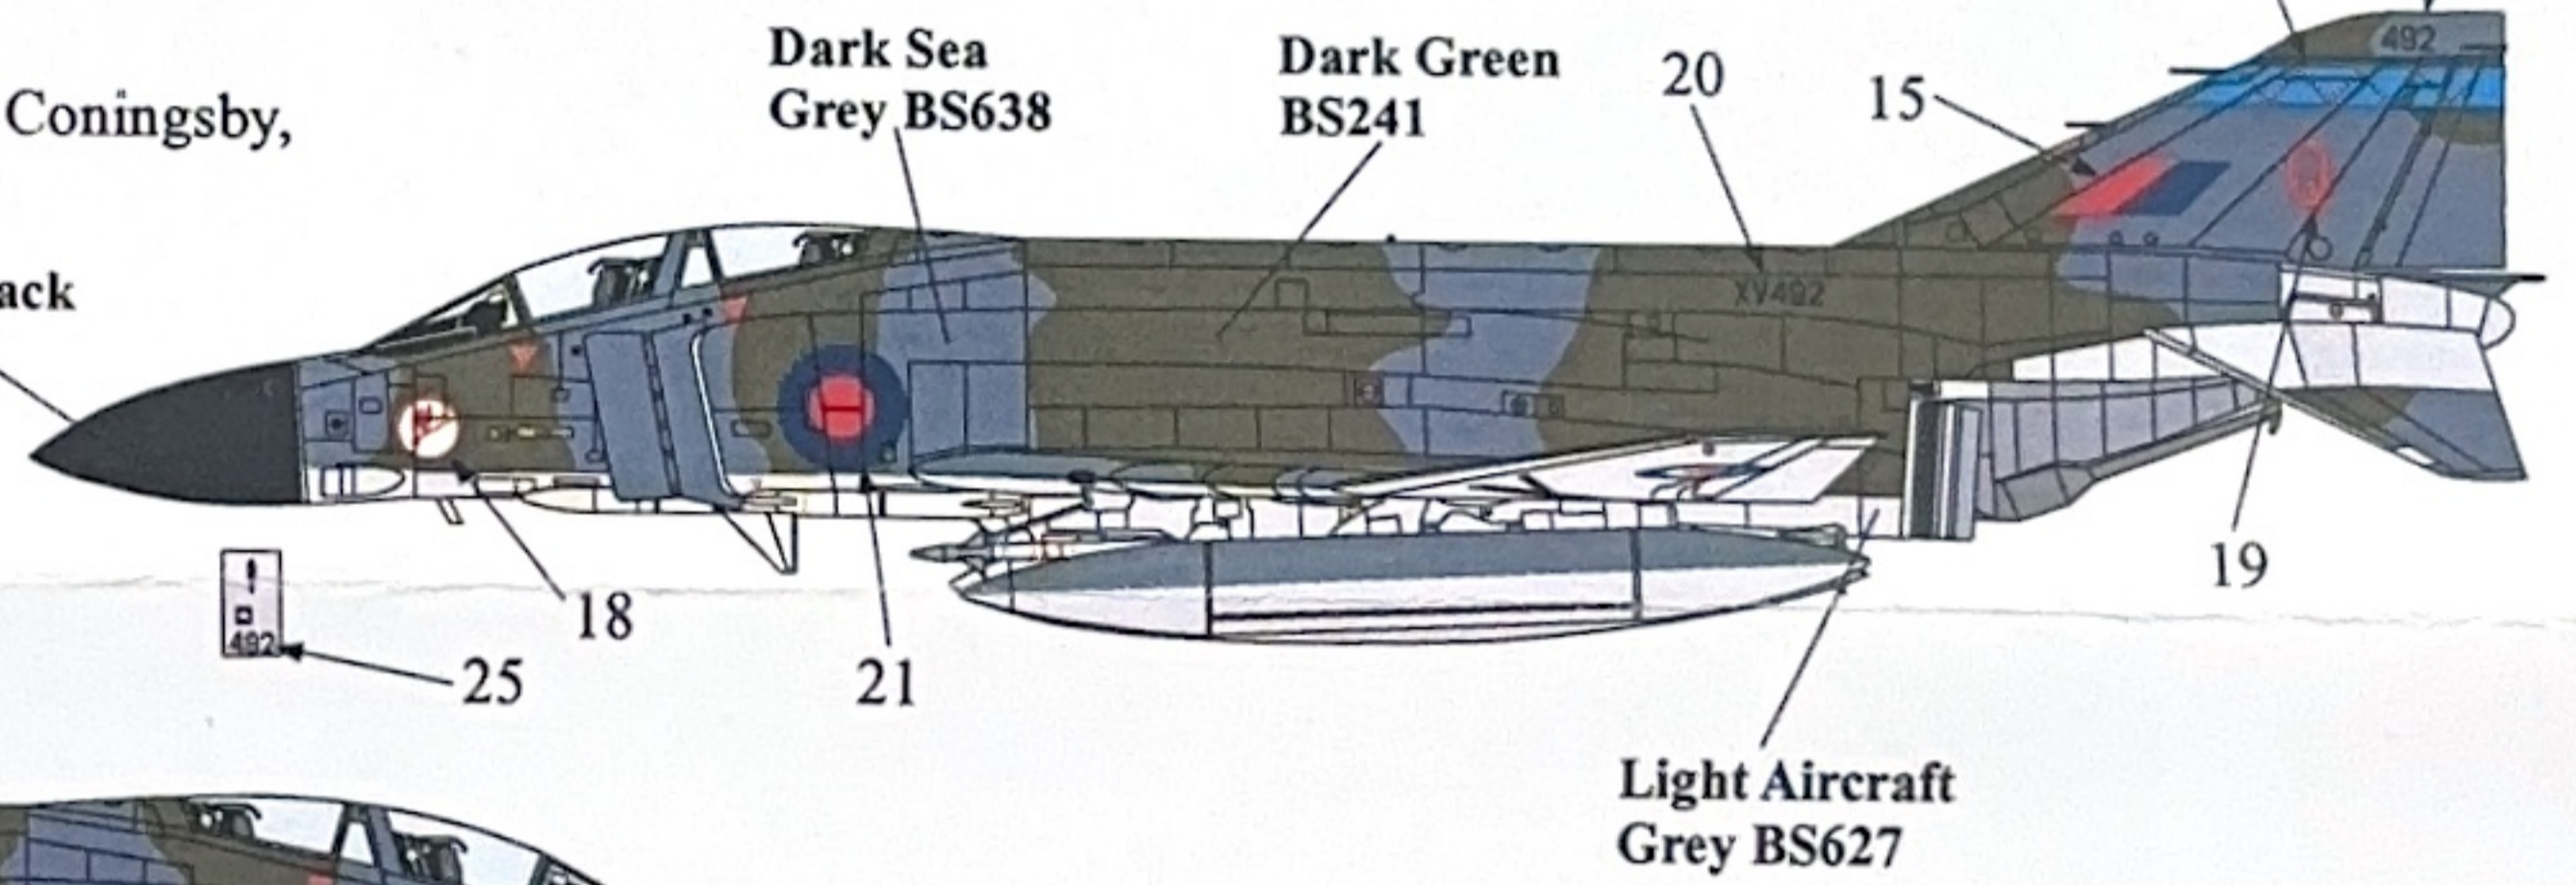 Coningsby,
ack
Dark Sea
Grey BS638
Dark Green
BS241
20
15
492
XV492
492
18
25
21
19
Light Aircraft
Grey BS627